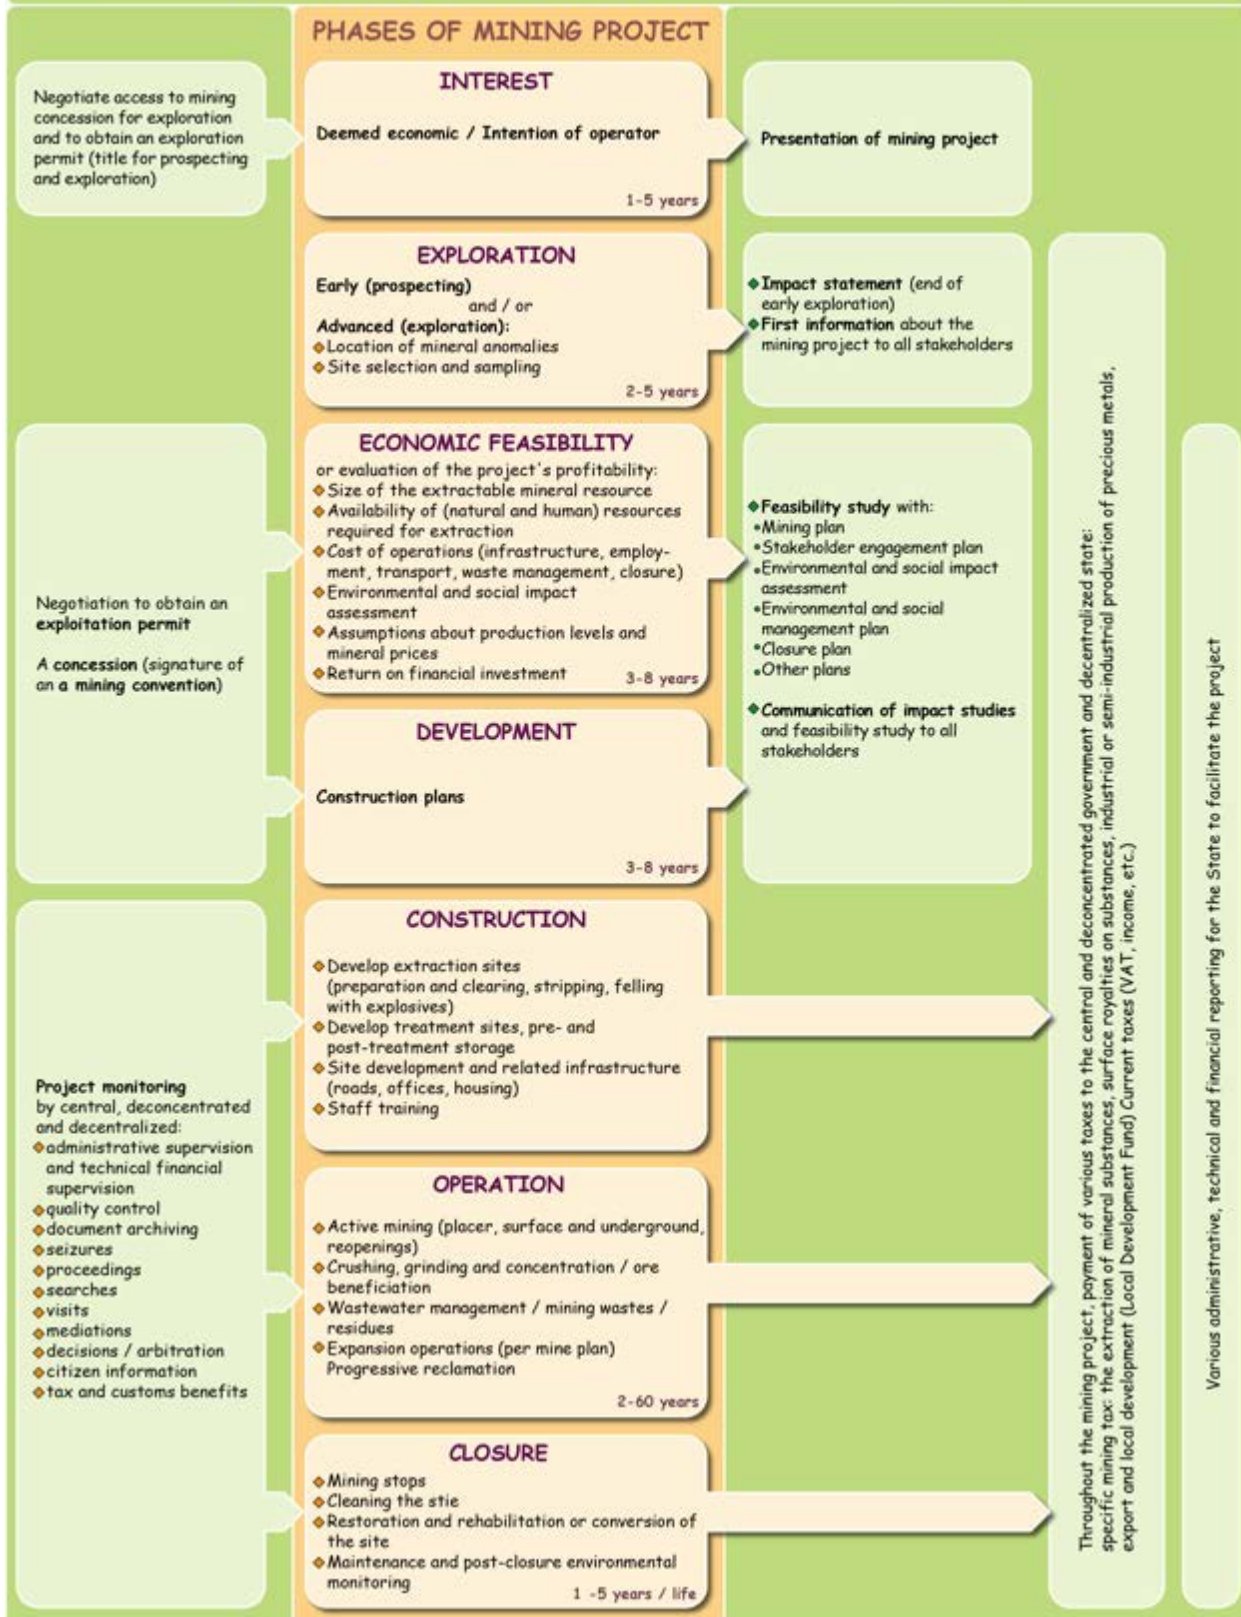 PHASES OF MINING PROJECT
Negotiate access to mining
concession for exploration
and to obtain an exploration
permit (title for prospecting
and exploration)
INTEREST
Deemed economic / Intention of operator
1-5 years
Presentation of mining project
EXPLORATION
Early (prospecting)
and / or
Advanced (exploration):
Location of mineral anomalies
Site selection and sampling
2-5 years
Impact statement (end of
early exploration)
First information about the
mining project to all stakeholders
Negotiation to obtain an
exploitation permit
A concession (signature of
an a mining convention)
ECONOMIC FEASIBILITY
or evaluation of the project's profitability:
Size of the extractable mineral resource
Availability of (natural and human) resources
required for extraction
Cost of operations (infrastructure, employ-
ment, transport, waste management, closure)
Environmental and social impact
assessment
Assumptions about production levels and
mineral prices
Return on financial investment
3-8 years
DEVELOPMENT
Construction plans
3-8 years
Feasibility study with:
Mining plan
Stakeholder engagement plan
Environmental and social impact
assessment
Environmental and social
management plan
Closure plan
Other plans
Communication of impact studies
and feasibility study to all
stakeholders
Project monitoring
by central, deconcentrated
and decentralized:
administrative supervision
and technical financial
supervision
quality control
document archiving
seizures
proceedings
searches
visits
mediations
decisions / arbitration
citizen information
tax and customs benefits
CONSTRUCTION
Develop extraction sites
(preparation and clearing, stripping, felling
with explosives)
Develop treatment sites, pre- and
post-treatment storage
Site development and related infrastructure
(roads, offices, housing)
Staff training
OPERATION
Active mining (placer, surface and underground,
reopenings)
Crushing, grinding and concentration / ore
beneficiation
Wastewater management / mining wastes /
residues
Expansion operations (per mine plan)
Progressive reclamation
2-60 years
CLOSURE
Mining stops
Cleaning the stie
Restoration and rehabilitation or conversion of
the site
Maintenance and post-closure environmental
monitoring
1 -5 years / life
Throughout the mining project, payment of various taxes to the central and deconcentrated government and decentralized state:
specific mining tax: the extraction of mineral substances, surface royalties on substances, industrial or semi-industrial production of precious metals,
export and local development (Local Development Fund) Current taxes (VAT, income, etc.)
Various administrative, technical and financial reporting for the State to facilitate the project